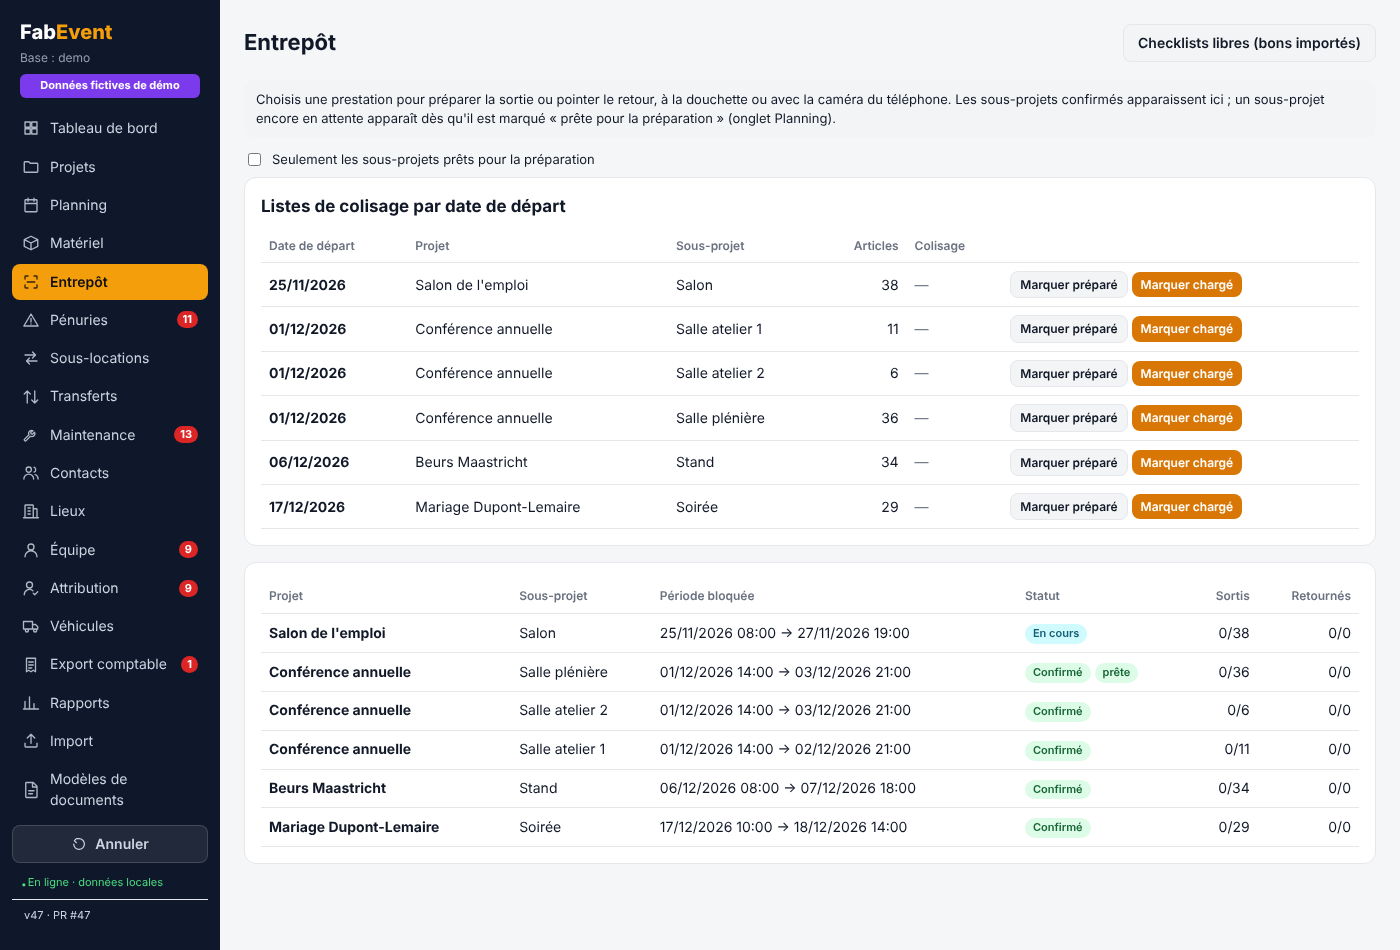 FabEvent
Base : demo
Données fictives de démo
Tableau de bord
Projets
Planning
Matériel
Entrepôt
Pénuries 11
Sous-locations
Transferts
Maintenance 13
Contacts
Lieux
Équipe 9
Attribution 9
Véhicules
Export comptable 1
Rapports
Import
Modèles de
documents
Annuler
En ligne · données locales
v47 · PR #47
Entrepôt
Checklists libres (bons importés)
Choisis une prestation pour préparer la sortie ou pointer le retour, à la douchette ou avec la caméra du téléphone. Les sous-projets confirmés apparaissent ici ; un sous-projet
encore en attente apparaît dès qu'il est marqué « prête pour la préparation » (onglet Planning).
Seulement les sous-projets prêts pour la préparation
Listes de colisage par date de départ
Date de départ Projet Sous-projet Articles Colisage
25/11/2026 Salon de l'emploi Salon 38 — Marquer préparé Marquer chargé
01/12/2026 Conférence annuelle Salle atelier 1 11 — Marquer préparé Marquer chargé
01/12/2026 Conférence annuelle Salle atelier 2 6 — Marquer préparé Marquer chargé
01/12/2026 Conférence annuelle Salle plénière 36 — Marquer préparé Marquer chargé
06/12/2026 Beurs Maastricht Stand 34 — Marquer préparé Marquer chargé
17/12/2026 Mariage Dupont-Lemaire Soirée 29 — Marquer préparé Marquer chargé
Projet Sous-projet Période bloquée Statut Sortis Retournés
Salon de l'emploi Salon 25/11/2026 08:00 → 27/11/2026 19:00 En cours 0/38 0/0
Conférence annuelle Salle plénière 01/12/2026 14:00 → 03/12/2026 21:00 Confirmé prête 0/36 0/0
Conférence annuelle Salle atelier 2 01/12/2026 14:00 → 03/12/2026 21:00 Confirmé 0/6 0/0
Conférence annuelle Salle atelier 1 01/12/2026 14:00 → 02/12/2026 21:00 Confirmé 0/11 0/0
Beurs Maastricht Stand 06/12/2026 08:00 → 07/12/2026 18:00 Confirmé 0/34 0/0
Mariage Dupont-Lemaire Soirée 17/12/2026 10:00 → 18/12/2026 14:00 Confirmé 0/29 0/0